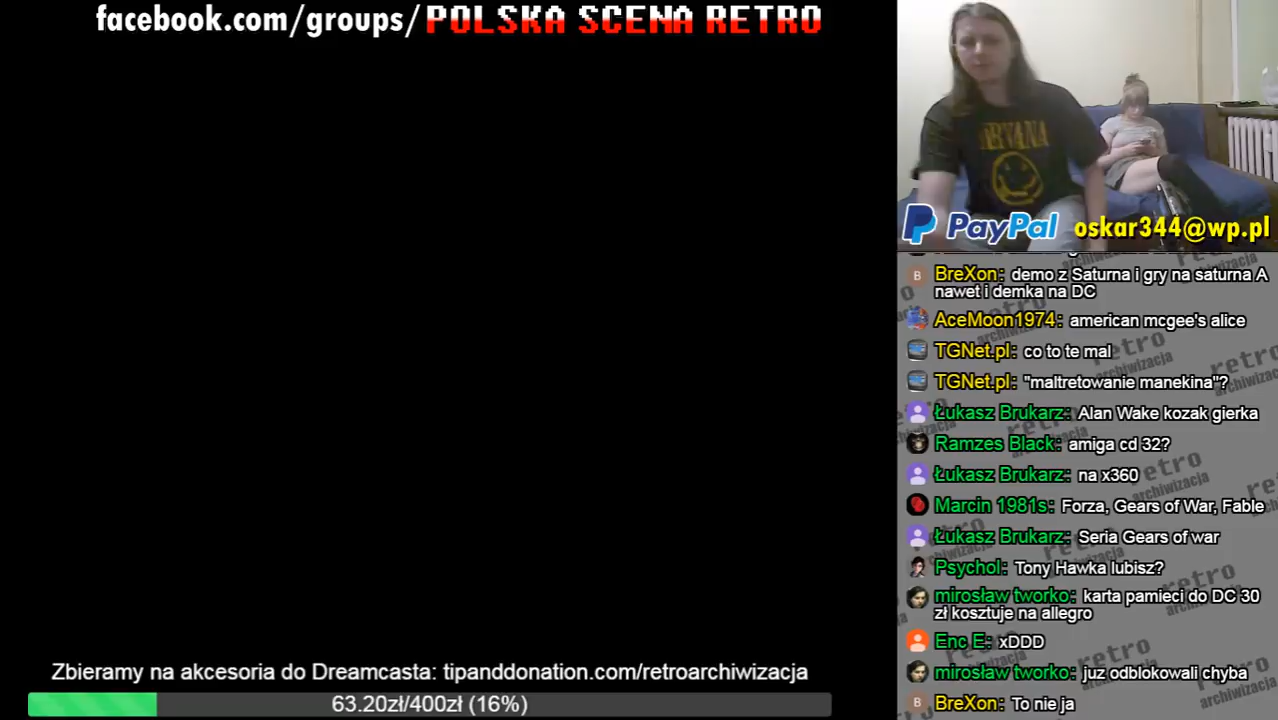 facebook.com/groups/POLSKA SCENA RETRO
NIRVANA
PayPal oskar344@wp.pl
BreXon: demo z Saturna i gry na saturna A
nawet i demka na DC
AceMoon1974: american mcgee's alice
TGNet.pl: co to te mal
TGNet.pl: "maltretowanie manekina"?
Łukasz Brukarz: Alan Wake kozak gierka
Ramzes Black: amiga cd 32?
Łukasz Brukarz: na x360
Marcin 1981s: Forza, Gears of War, Fable
Łukasz Brukarz: Seria Gears of war
Psychol: Tony Hawka lubisz?
mirosław tworko: karta pamieci do DC 30
zł kosztuje na allegro
Enc E: xDDD
mirosław tworko: juz odblokowali chyba
BreXon: To nie ja
retro
archiwizacja
Zbieramy na akcesoria do Dreamcasta: tipanddonation.com/retroarchiwizacja
63.20zł/400zł (16%)